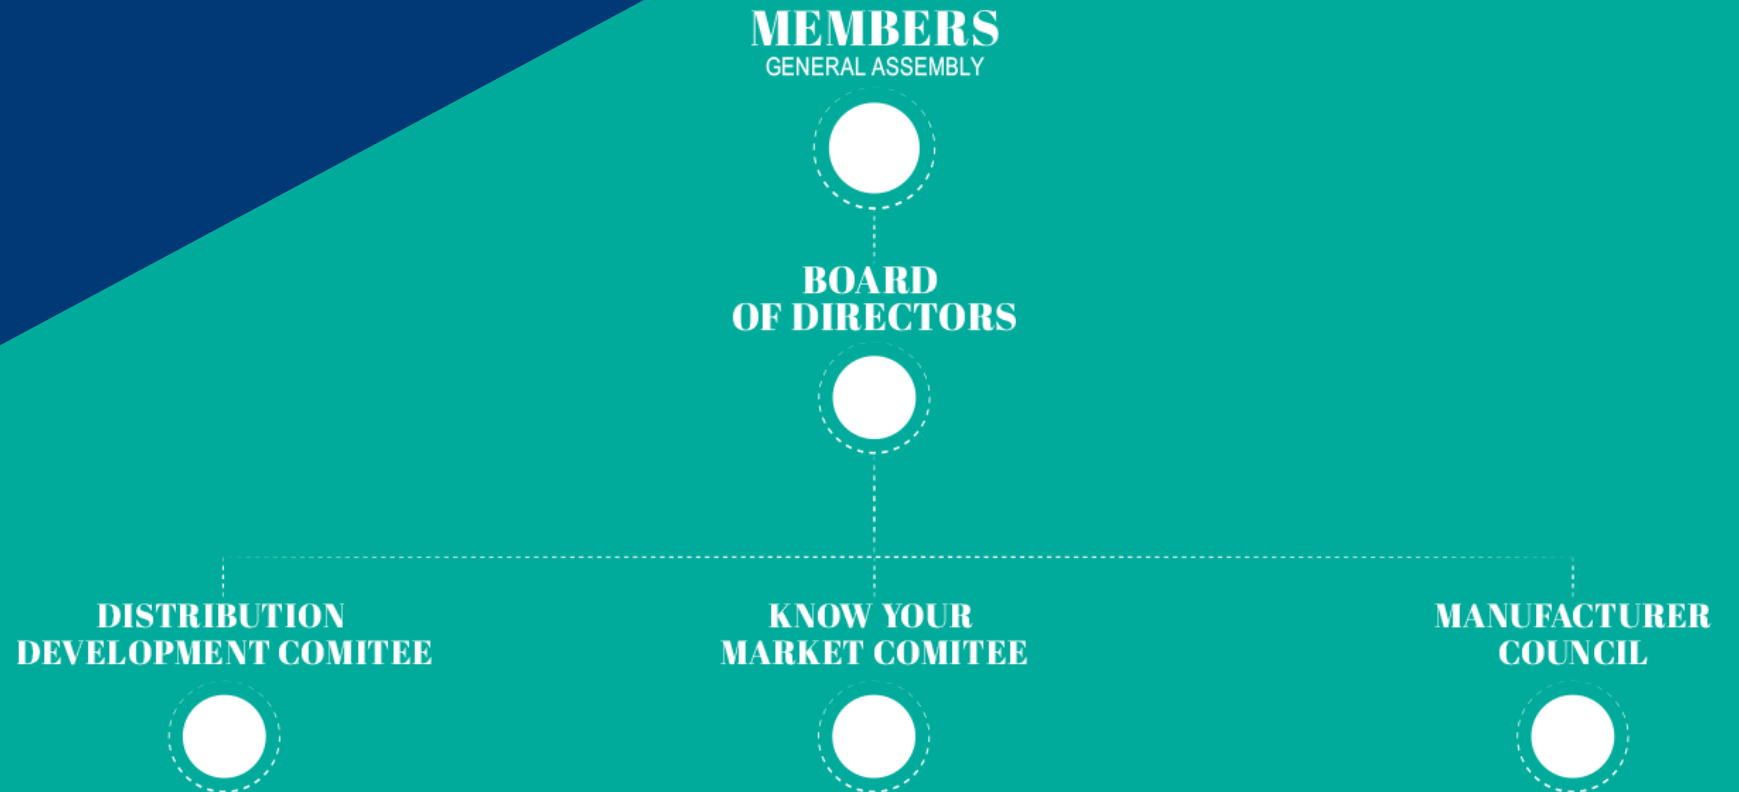 MEMBERS
GENERAL ASSEMBLY
BOARD
OF DIRECTORS
DISTRIBUTION
DEVELOPMENT COMITEE
KNOW YOUR
MARKET COMITEE
MANUFACTURER
COUNCIL